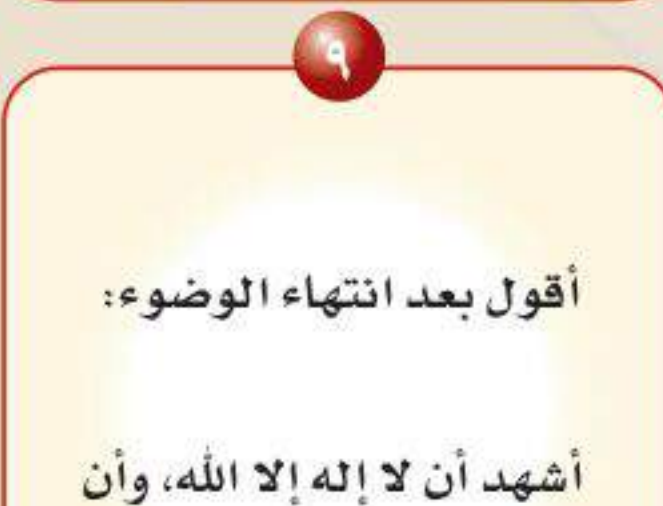 ٩
أقول بعد انتهاء الوضوء:
أشهد أن لا إله إلا الله، وأن